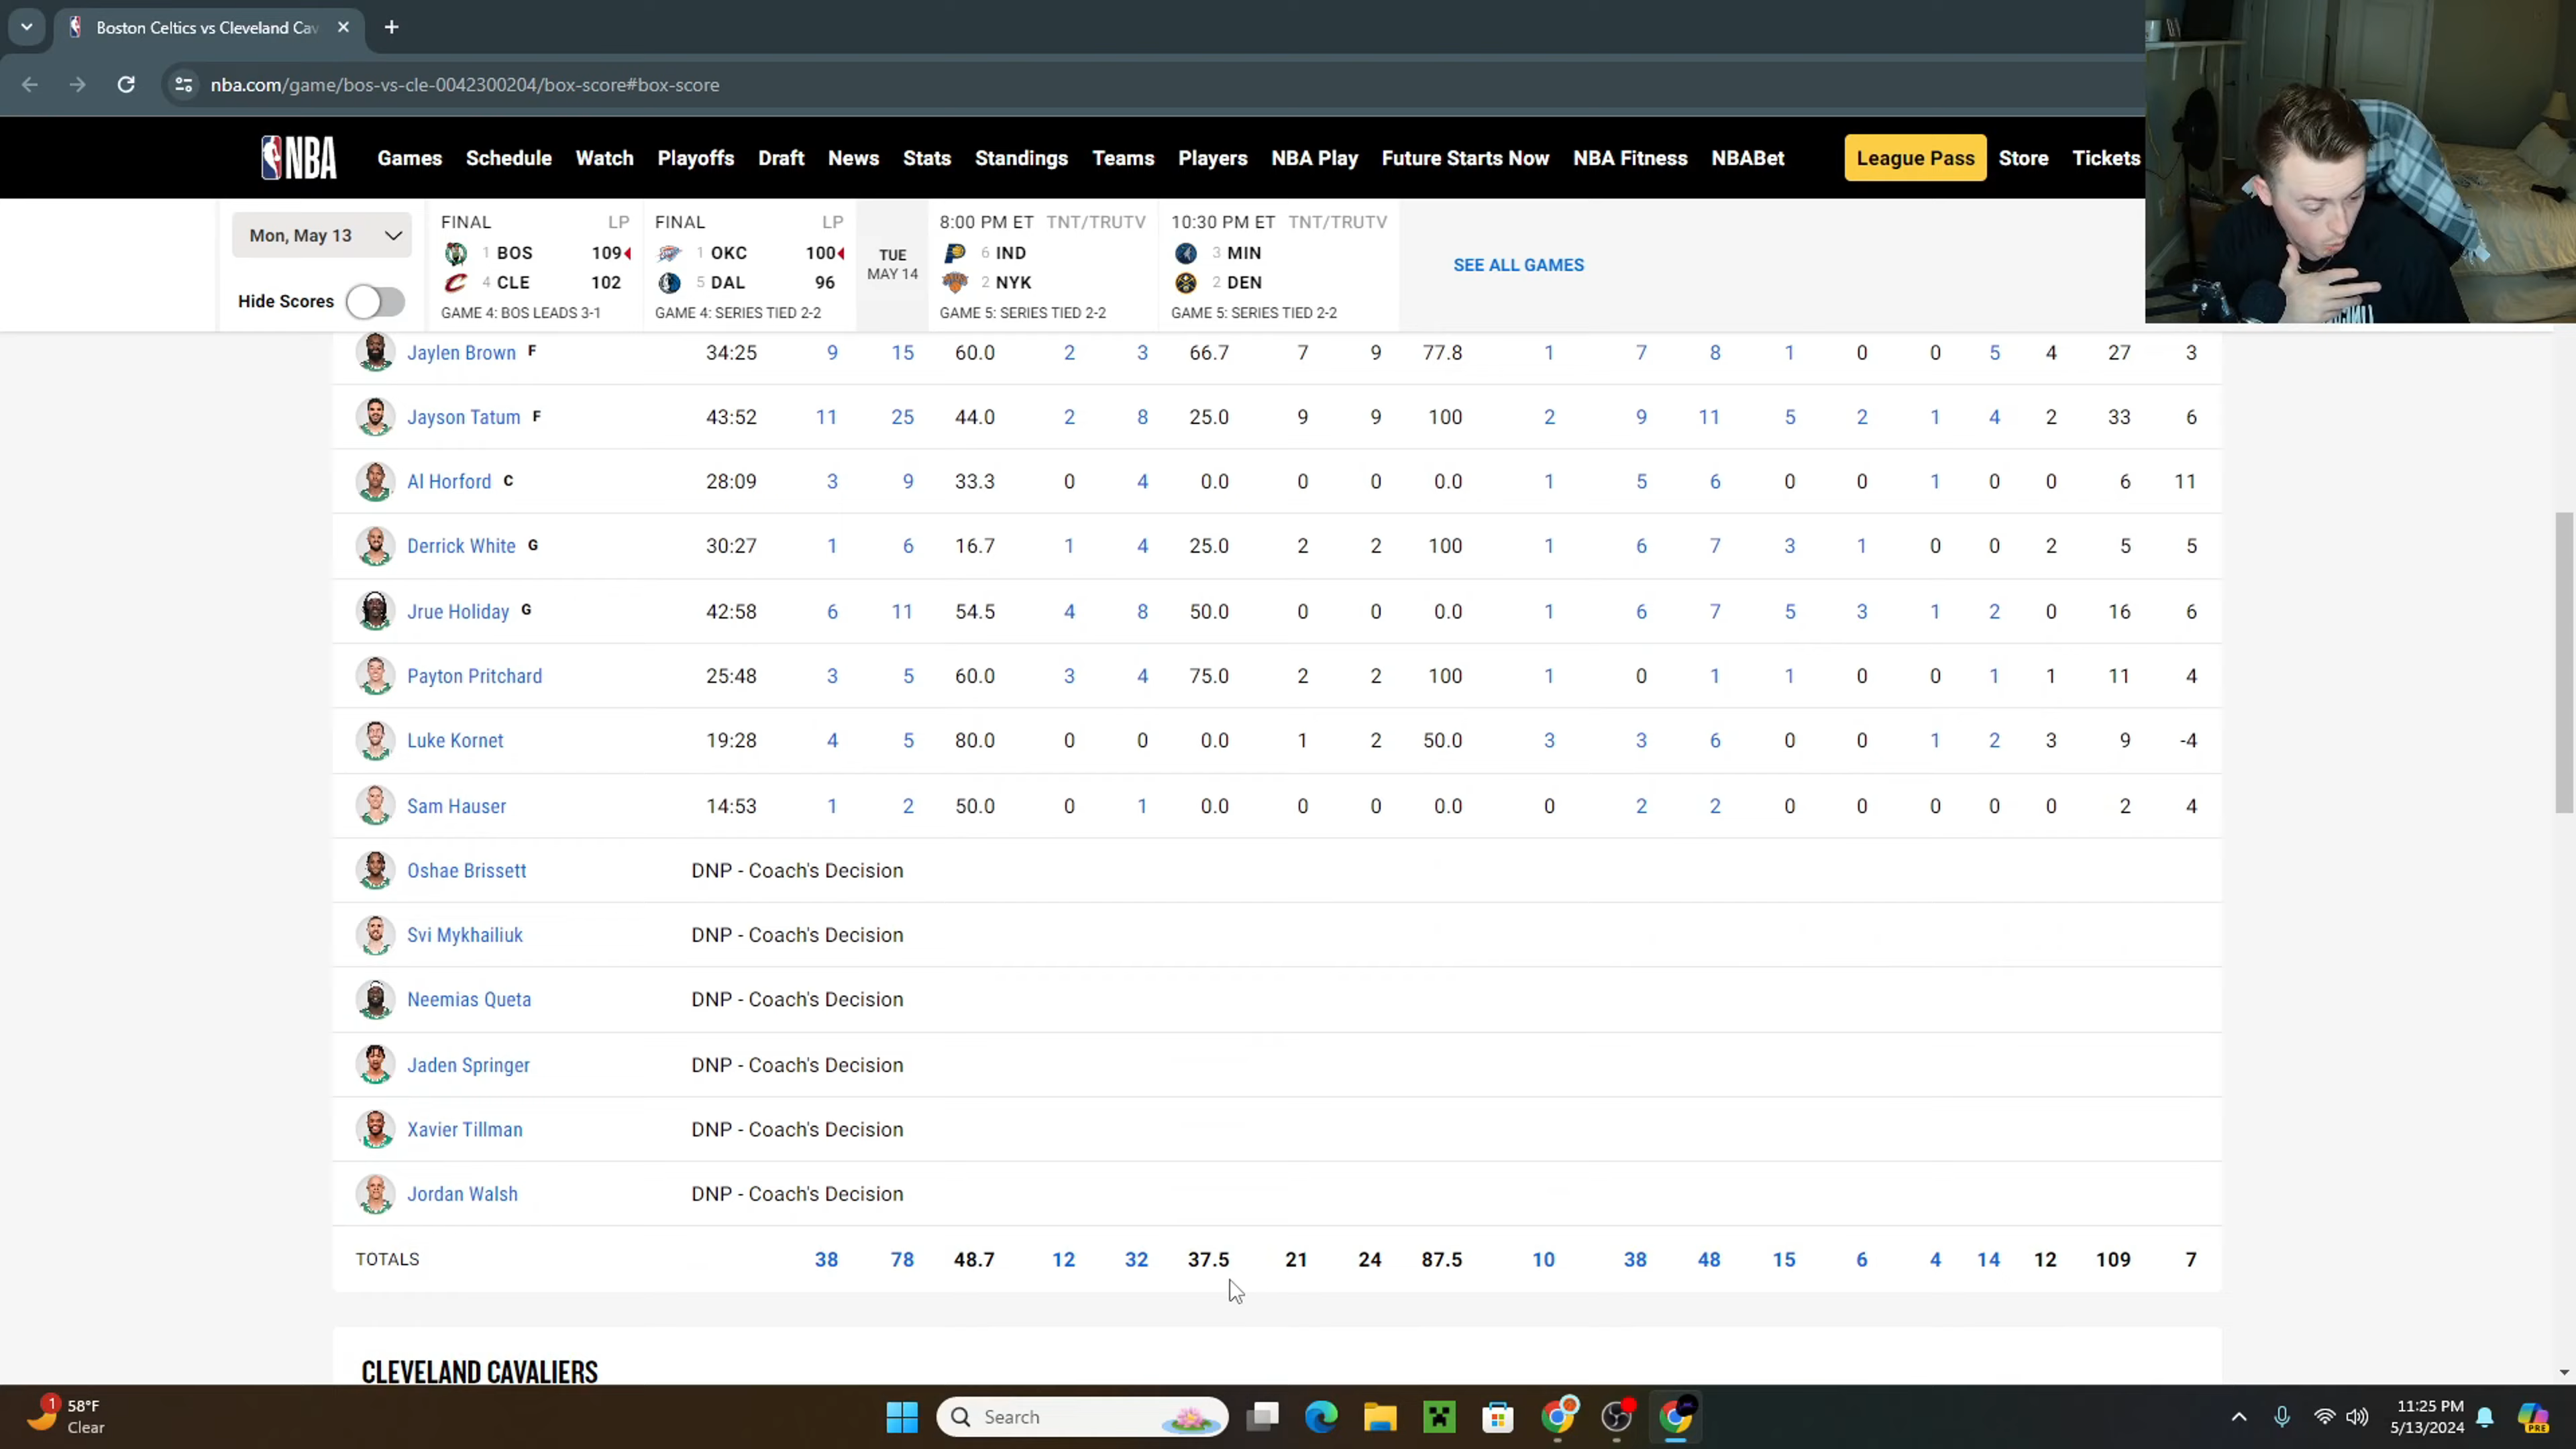 Boston Celtics vs Cleveland Cav
nba.com/game/bos-vs-cle-0042300204/box-score#box-score
NBA Games Schedule Watch Playoffs Draft News Stats Standings Teams Players NBA Play Future Starts Now NBA Fitness NBABet League Pass Store Tickets
Mon, May 13
Hide Scores
FINAL LP
1 BOS 109
4 CLE 102
GAME 4: BOS LEADS 3-1
FINAL LP
1 OKC 100
5 DAL 96
GAME 4: SERIES TIED 2-2
TUE
MAY 14
8:00 PM ET TNT/TRUTV
6 IND
2 NYK
GAME 5: SERIES TIED 2-2
10:30 PM ET TNT/TRUTV
3 MIN
2 DEN
GAME 5: SERIES TIED 2-2
SEE ALL GAMES
Jaylen Brown F 34:25 9 15 60.0 2 3 66.7 7 9 77.8 1 7 8 1 0 0 5 4 27 3
Jayson Tatum F 43:52 11 25 44.0 2 8 25.0 9 9 100 2 9 11 5 2 1 4 2 33 6
Al Horford C 28:09 3 9 33.3 0 4 0.0 0 0 0.0 1 5 6 0 0 1 0 0 6 11
Derrick White G 30:27 1 6 16.7 1 4 25.0 2 2 100 1 6 7 3 1 0 0 2 5 5
Jrue Holiday G 42:58 6 11 54.5 4 8 50.0 0 0 0.0 1 6 7 5 3 1 2 0 16 6
Payton Pritchard 25:48 3 5 60.0 3 4 75.0 2 2 100 1 0 1 1 0 0 1 1 11 4
Luke Kornet 19:28 4 5 80.0 0 0 0.0 1 2 50.0 3 3 6 0 0 1 2 3 9 -4
Sam Hauser 14:53 1 2 50.0 0 1 0.0 0 0 0.0 0 2 2 0 0 0 0 0 2 4
Oshae Brissett DNP - Coach's Decision
Svi Mykhailiuk DNP - Coach's Decision
Neemias Queta DNP - Coach's Decision
Jaden Springer DNP - Coach's Decision
Xavier Tillman DNP - Coach's Decision
Jordan Walsh DNP - Coach's Decision
TOTALS 38 78 48.7 12 32 37.5 21 24 87.5 10 38 48 15 6 4 14 12 109 7
CLEVELAND CAVALIERS
1
58°F
Clear
Search
PRE
11:25 PM
5/13/2024